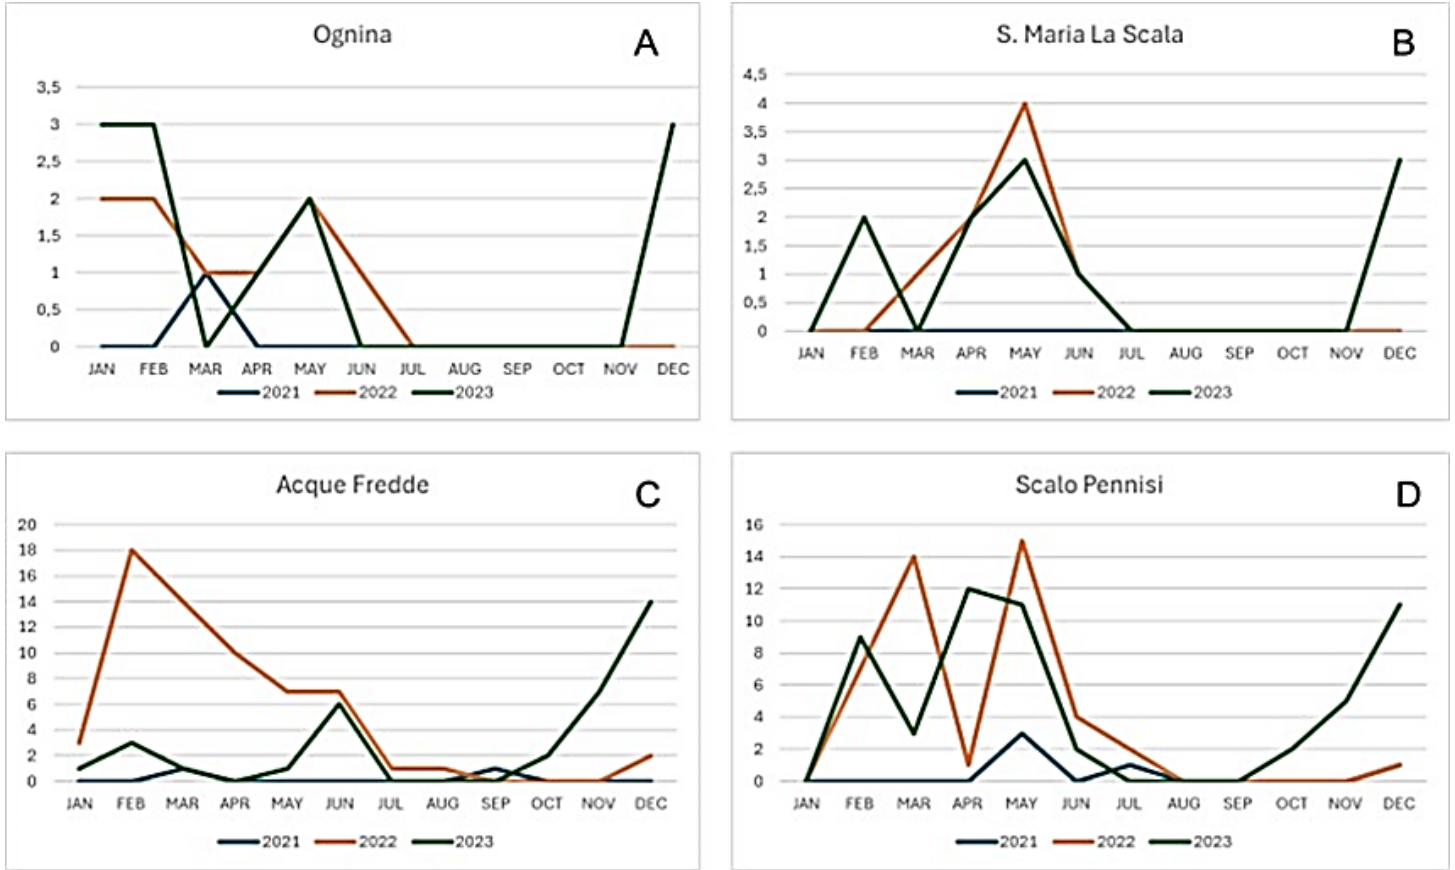 Ognina
A
3,5
3
2,5
2
1,5
1
0,5
0
JAN FEB MAR APR MAY JUN JUL AUG SEP OCT NOV DEC
2021 2022 2023
S. Maria La Scala
B
4,5
4
3,5
3
2,5
2
1,5
1
0,5
0
JAN FEB MAR APR MAY JUN JUL AUG SEP OCT NOV DEC
2021 2022 2023
Acque Fredde
C
20
18
16
14
12
10
8
6
4
2
0
JAN FEB MAR APR MAY JUN JUL AUG SEP OCT NOV DEC
2021 2022 2023
Scalo Pennisi
D
16
14
12
10
8
6
4
2
0
JAN FEB MAR APR MAY JUN JUL AUG SEP OCT NOV DEC
2021 2022 2023